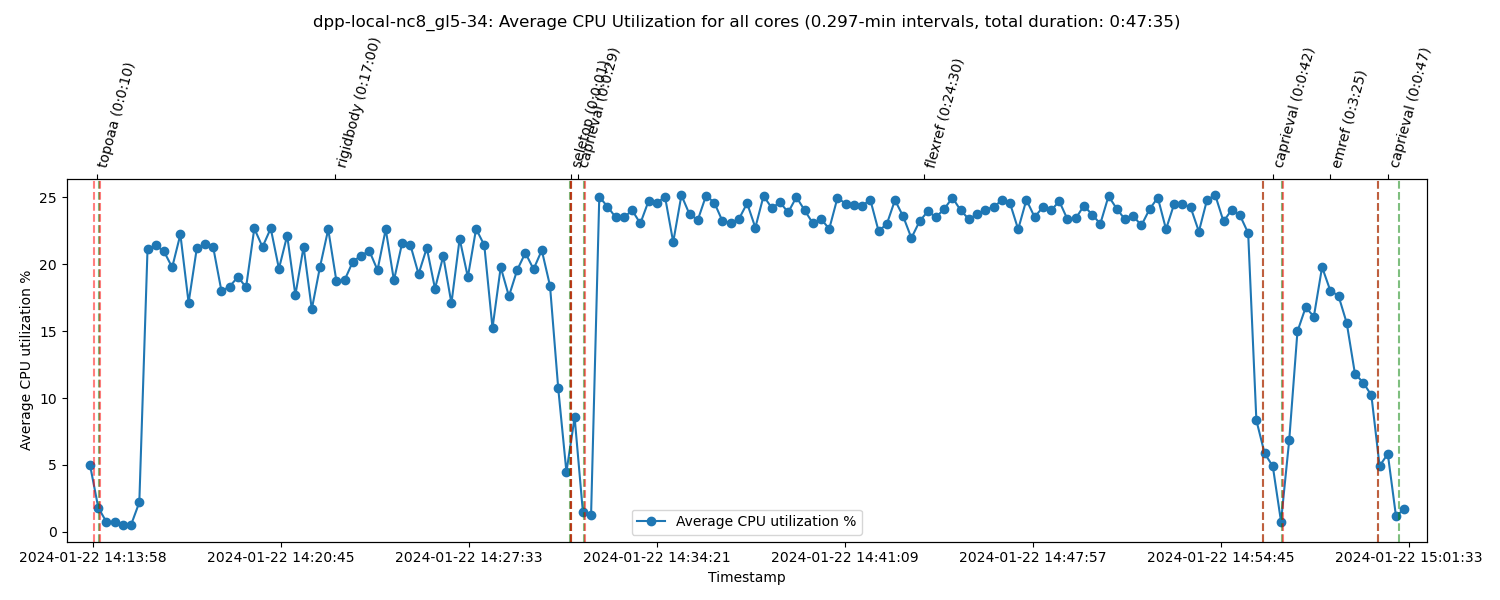 dpp-local-nc8_gl5-34: Average CPU Utilization for all cores (0.297-min intervals, total duration: 0:47:35)
topoaa (0:0:10)
rigidbody (0:17:00)
seletop (0:0:01)
caprieval (0:0:29)
flexref (0:24:30)
caprieval (0:0:42)
emref (0:3:25)
caprieval (0:0:47)
Average CPU utilization %
25
20
15
10
5
0
Average CPU utilization %
2024-01-22 14:13:58
2024-01-22 14:20:45
2024-01-22 14:27:33
2024-01-22 14:34:21
2024-01-22 14:41:09
2024-01-22 14:47:57
2024-01-22 14:54:45
2024-01-22 15:01:33
Timestamp